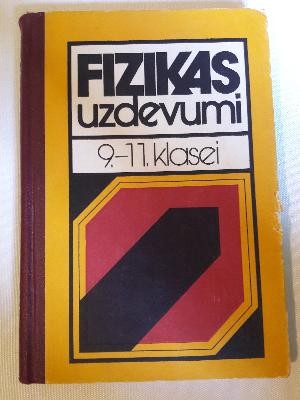 FIZIKAS
uzdevumi
9.-11. klasei